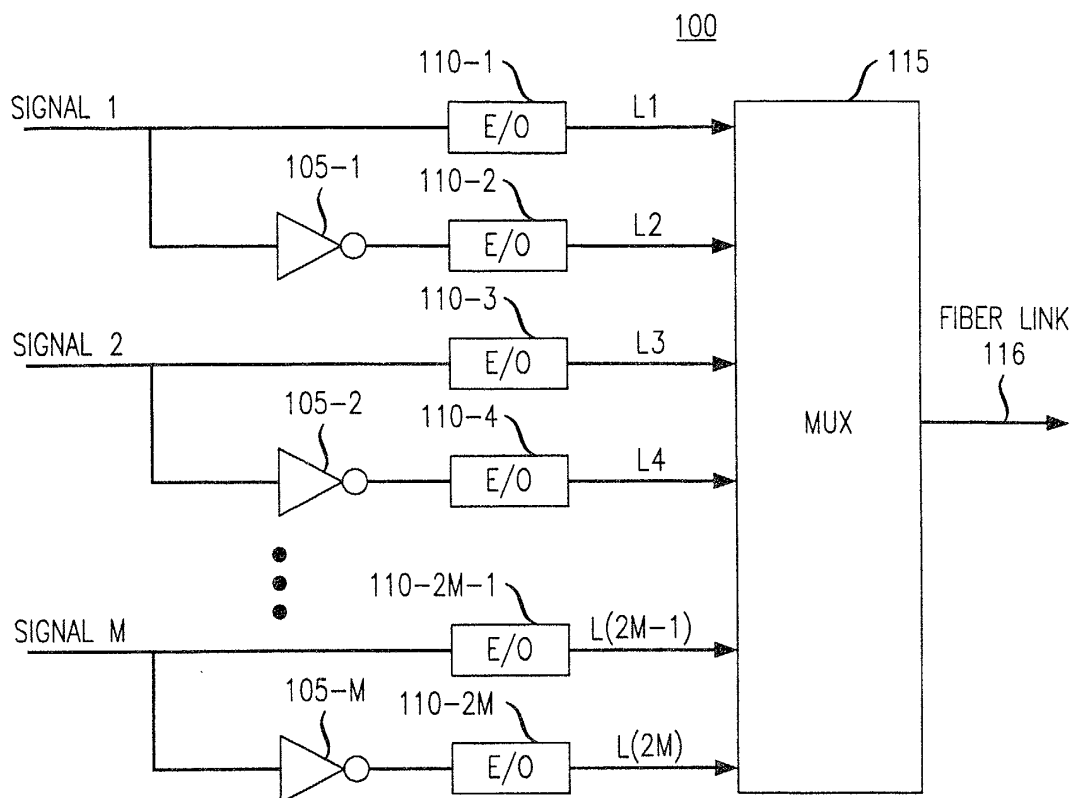 100
110-1
115
SIGNAL 1
E/O
L1
105-1
110-2
E/O
L2
110-3
SIGNAL 2
E/O
L3
FIBER LINK
116
105-2
110-4
MUX
E/O
L4
110-2M-1
SIGNAL M
E/O
L(2M-1)
105-M
110-2M
E/O
L(2M)